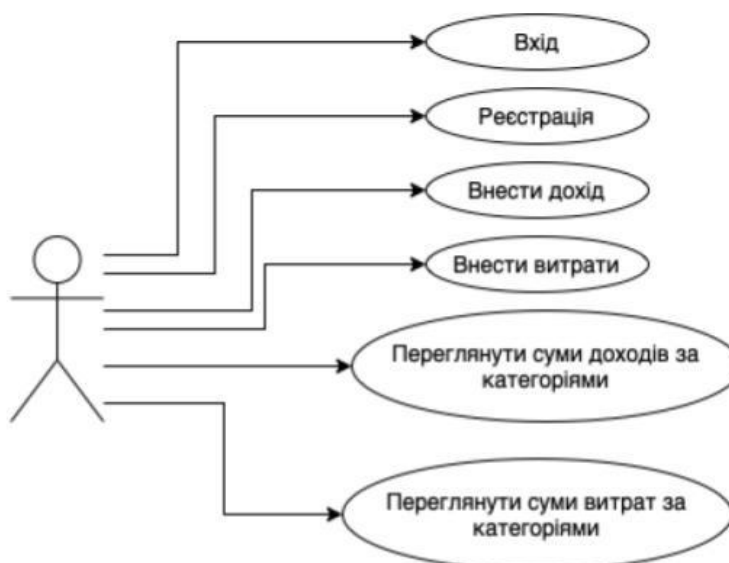 Вхід
Реєстрація
Внести дохід
Внести витрати
Переглянути суми доходів за
категоріями
Переглянути суми витрат за
категоріями